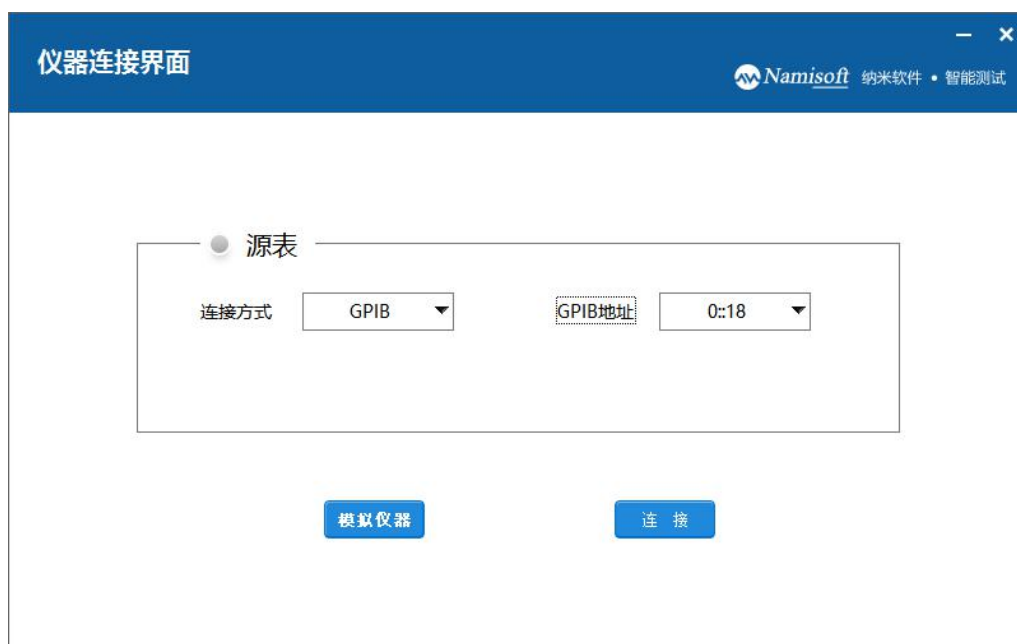 仪器连接界面
Namisoft 纳米软件 • 智能测试
源表
连接方式 GPIB GPIB地址 0::18
模拟仪器 连 接